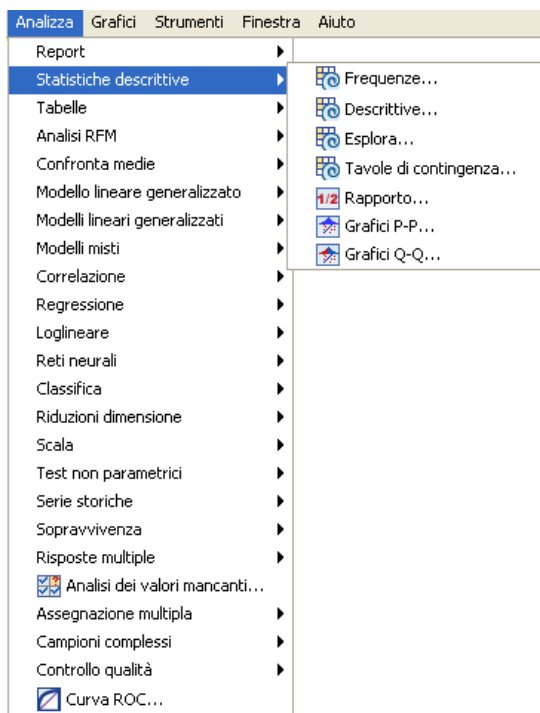 Analizza Grafici Strumenti Finestra Aiuto
Report
Statistiche descrittive
Tabelle
Analisi RFM
Confronta medie
Modello lineare generalizzato
Modelli lineari generalizzati
Modelli misti
Correlazione
Regressione
Loglineare
Reti neurali
Classifica
Riduzioni dimensione
Scala
Test non parametrici
Serie storiche
Sopravvivenza
Risposte multiple
Analisi dei valori mancanti...
Assegnazione multipla
Campioni complessi
Controllo qualità
Curva ROC...
Frequenze...
Descrittive...
Esplora...
Tavole di contingenza...
1/2 Rapporto...
Grafici P-P...
Grafici Q-Q...